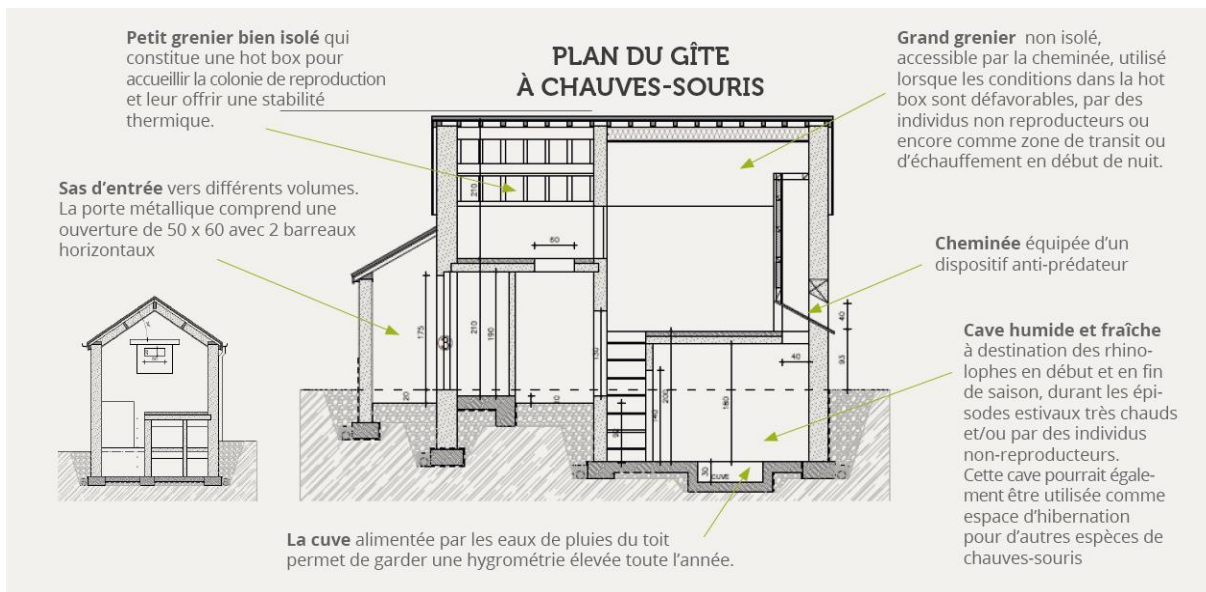 PLAN DU GÎTE
À CHAUVES-SOURIS
Petit grenier bien isolé qui
constitue une hot box pour
accueillir la colonie de reproduction
et leur offrir une stabilité
thermique.
Grand grenier non isolé,
accessible par la cheminée, utilisé
lorsque les conditions dans la hot
box sont défavorables, par des
individus non reproducteurs ou
encore comme zone de transit ou
d’échauffement en début de nuit.
Sas d’entrée vers différents volumes.
La porte métallique comprend une
ouverture de 50 x 60 avec 2 barreaux
horizontaux
Cheminée équipée d’un
dispositif anti-prédateur
Cave humide et fraîche
à destination des rhino-
lophes en début et en fin
de saison, durant les épi-
sodes estivaux très chauds
et/ou par des individus
non-reproducteurs.
Cette cave pourrait égale-
ment être utilisée comme
espace d’hibernation
pour d’autres espèces de
chauves-souris
La cuve alimentée par les eaux de pluies du toit
permet de garder une hygrométrie élevée toute l’année.
210
60
175
210
190
130
20
200
180
40
40
93
30
CUVE